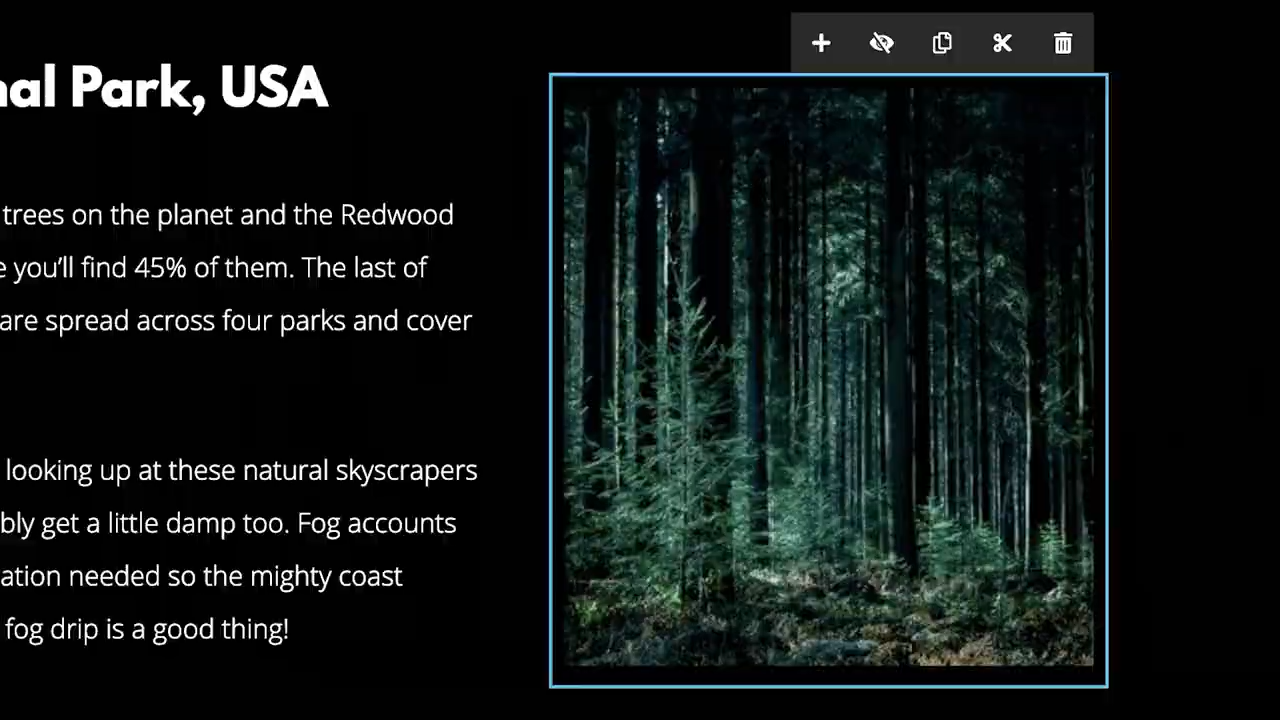 nal Park, USA
trees on the planet and the Redwood
e you'll find 45% of them. The last of
are spread across four parks and cover
looking up at these natural skyscrapers
bly get a little damp too. Fog accounts
ation needed so the mighty coast
fog drip is a good thing!